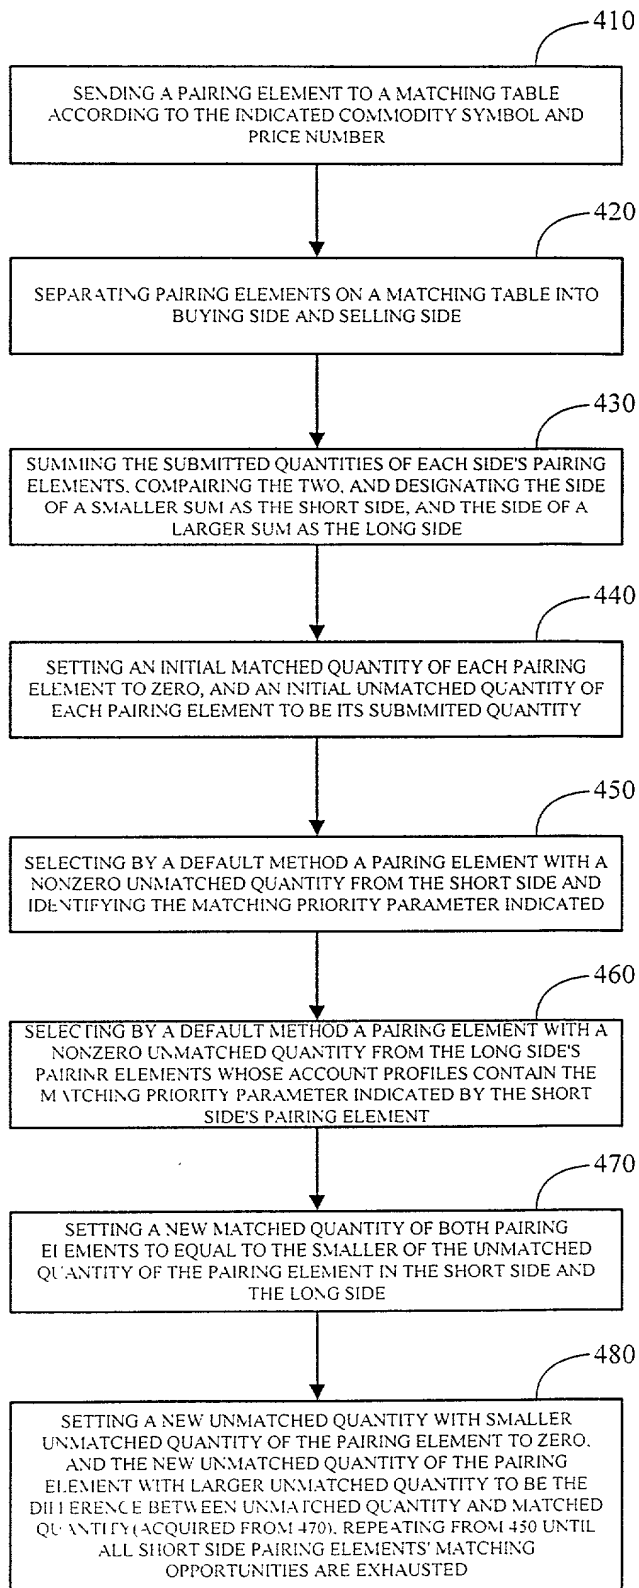 410
SENDING A PAIRING ELEMENT TO A MATCHING TABLE
ACCORDING TO THE INDICATED COMMODITY SYMBOL AND
PRICE NUMBER
420
SEPARATING PAIRING ELEMENTS ON A MATCHING TABLE INTO
BUYING SIDE AND SELLING SIDE
430
SUMMING THE SUBMITTED QUANTITIES OF EACH SIDE'S PAIRING
ELEMENTS, COMPAIRING THE TWO, AND DESIGNATING THE SIDE
OF A SMALLER SUM AS THE SHORT SIDE, AND THE SIDE OF A
LARGER SUM AS THE LONG SIDE
440
SETTING AN INITIAL MATCHED QUANTITY OF EACH PAIRING
ELEMENT TO ZERO, AND AN INITIAL UNMATCHED QUANTITY OF
EACH PAIRING ELEMENT TO BE ITS SUBMMITED QUANTITY
450
SELECTING BY A DEFAULT METHOD A PAIRING ELEMENT WITH A
NONZERO UNMATCHED QUANTITY FROM THE SHORT SIDE AND
IDENTIFYING THE MATCHING PRIORITY PARAMETER INDICATED
460
SELECTING BY A DEFAULT METHOD A PAIRING ELEMENT WITH A
NONZERO UNMATCHED QUANTITY FROM THE LONG SIDE'S
PAIRINR ELEMENTS WHOSE ACCOUNT PROFILES CONTAIN THE
MATCHING PRIORITY PARAMETER INDICATED BY THE SHORT
SIDE'S PAIRING ELEMENT
470
SETTING A NEW MATCHED QUANTITY OF BOTH PAIRING
ELEMENTS TO EQUAL TO THE SMALLER OF THE UNMATCHED
QUANTITY OF THE PAIRING ELEMENT IN THE SHORT SIDE AND
THE LONG SIDE
480
SETTING A NEW UNMATCHED QUANTITY WITH SMALLER
UNMATCHED QUANTITY OF THE PAIRING ELEMENT TO ZERO,
AND THE NEW UNMATCHED QUANTITY OF THE PAIRING
ELEMENT WITH LARGER UNMATCHED QUANTITY TO BE THE
DIFFERENCE BETWEEN UNMATCHED QUANTITY AND MATCHED
QUANTITY (ACQUIRED FROM 470). REPEATING FROM 450 UNTIL
ALL SHORT SIDE PAIRING ELEMENTS' MATCHING
OPPORTUNITIES ARE EXHAUSTED